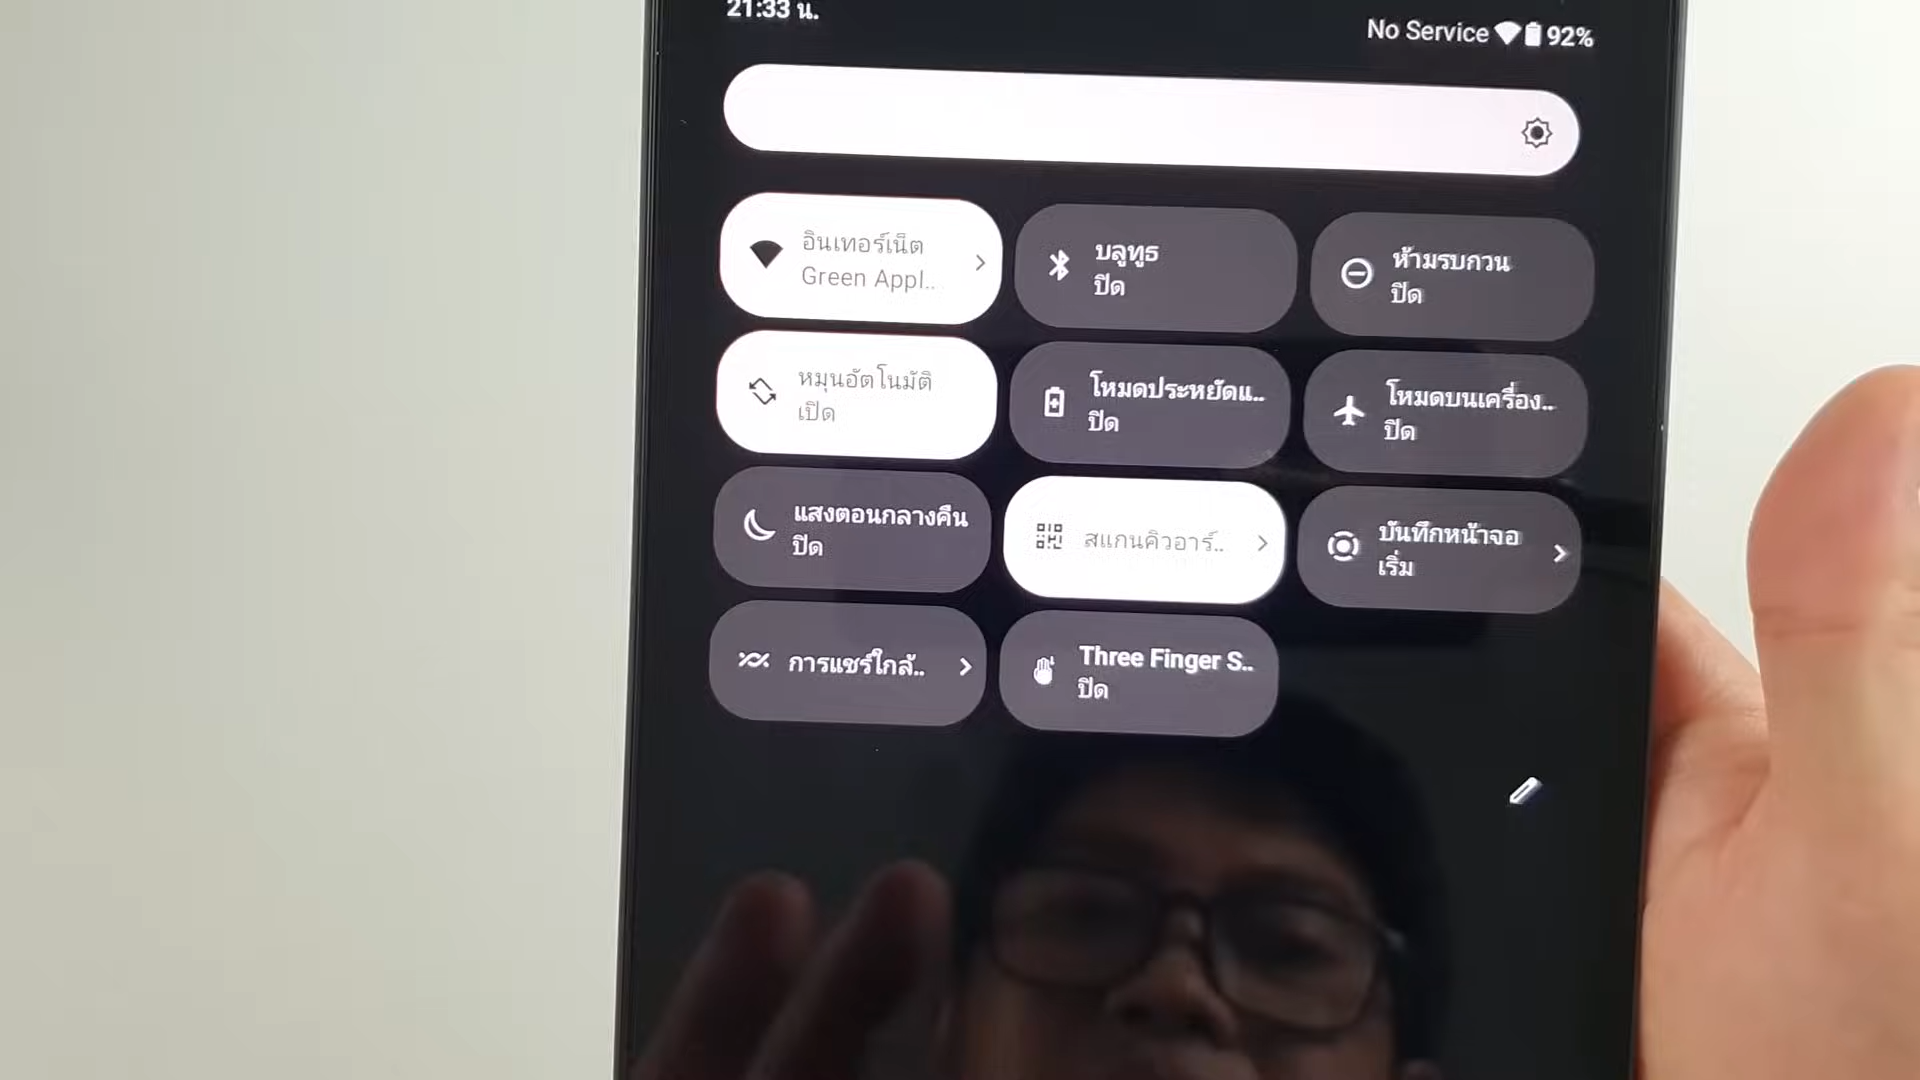 21:33 น.
No Service 92%
อินเทอร์เน็ต
Green Appl..
บลูทูธ
ปิด
ห้ามรบกวน
ปิด
หมุนอัตโนมัติ
เปิด
โหมดประหยัดแ..
ปิด
โหมดบนเครื่อง..
ปิด
แสงตอนกลางคืน
ปิด
สแกนคิวอาร์..
บันทึกหน้าจอ
เริ่ม
การแชร์ใกล้..
Three Finger S..
ปิด